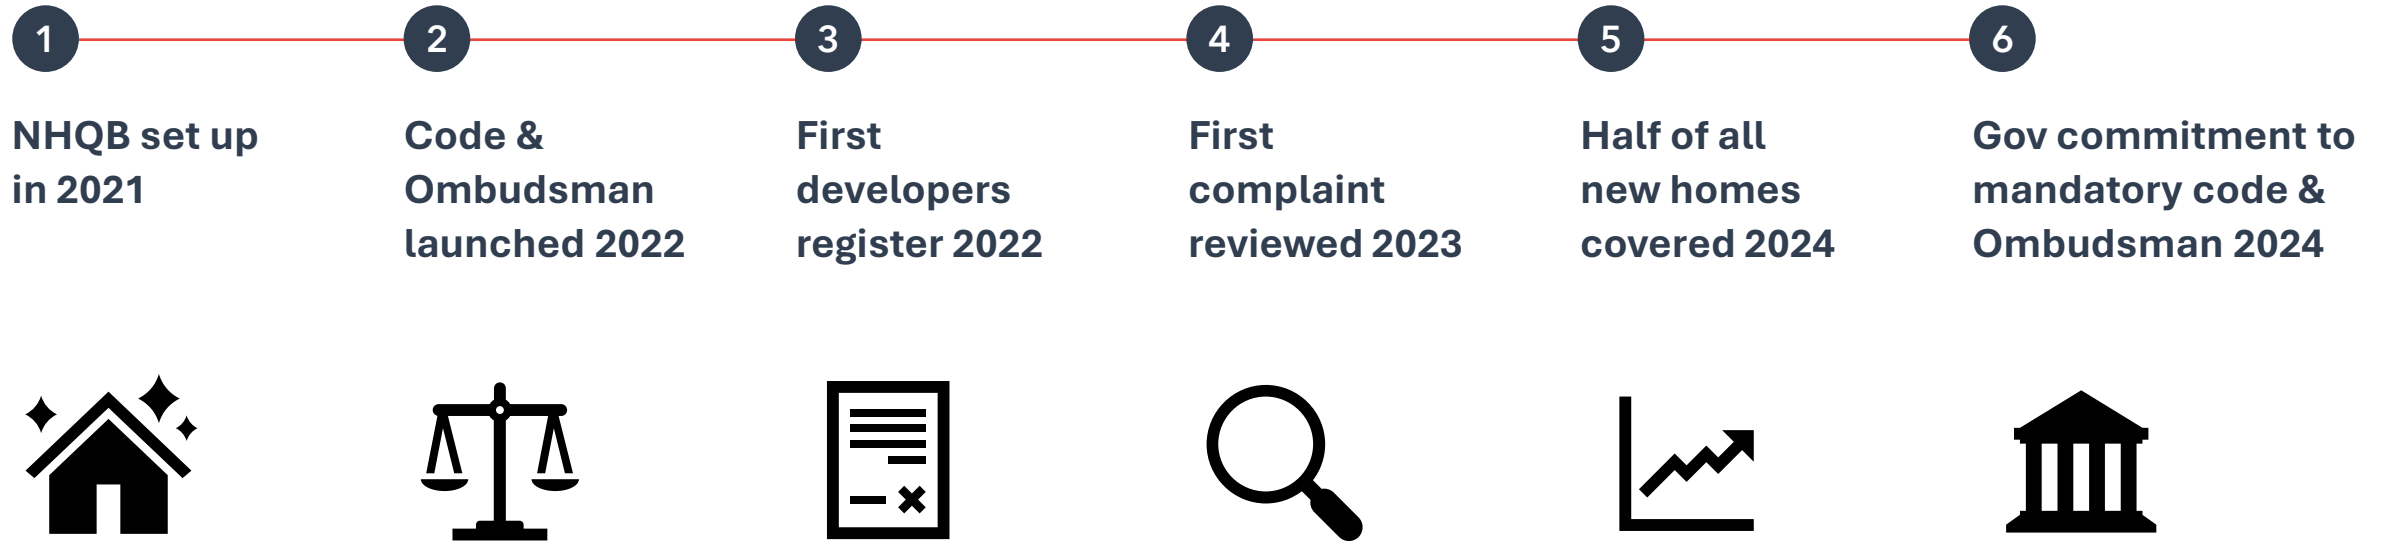 1
NHQB set up
in 2021
2
Code &
Ombudsman
launched 2022
3
First
developers
register 2022
4
First
complaint
reviewed 2023
5
Half of all
new homes
covered 2024
6
Gov commitment to
mandatory code &
Ombudsman 2024